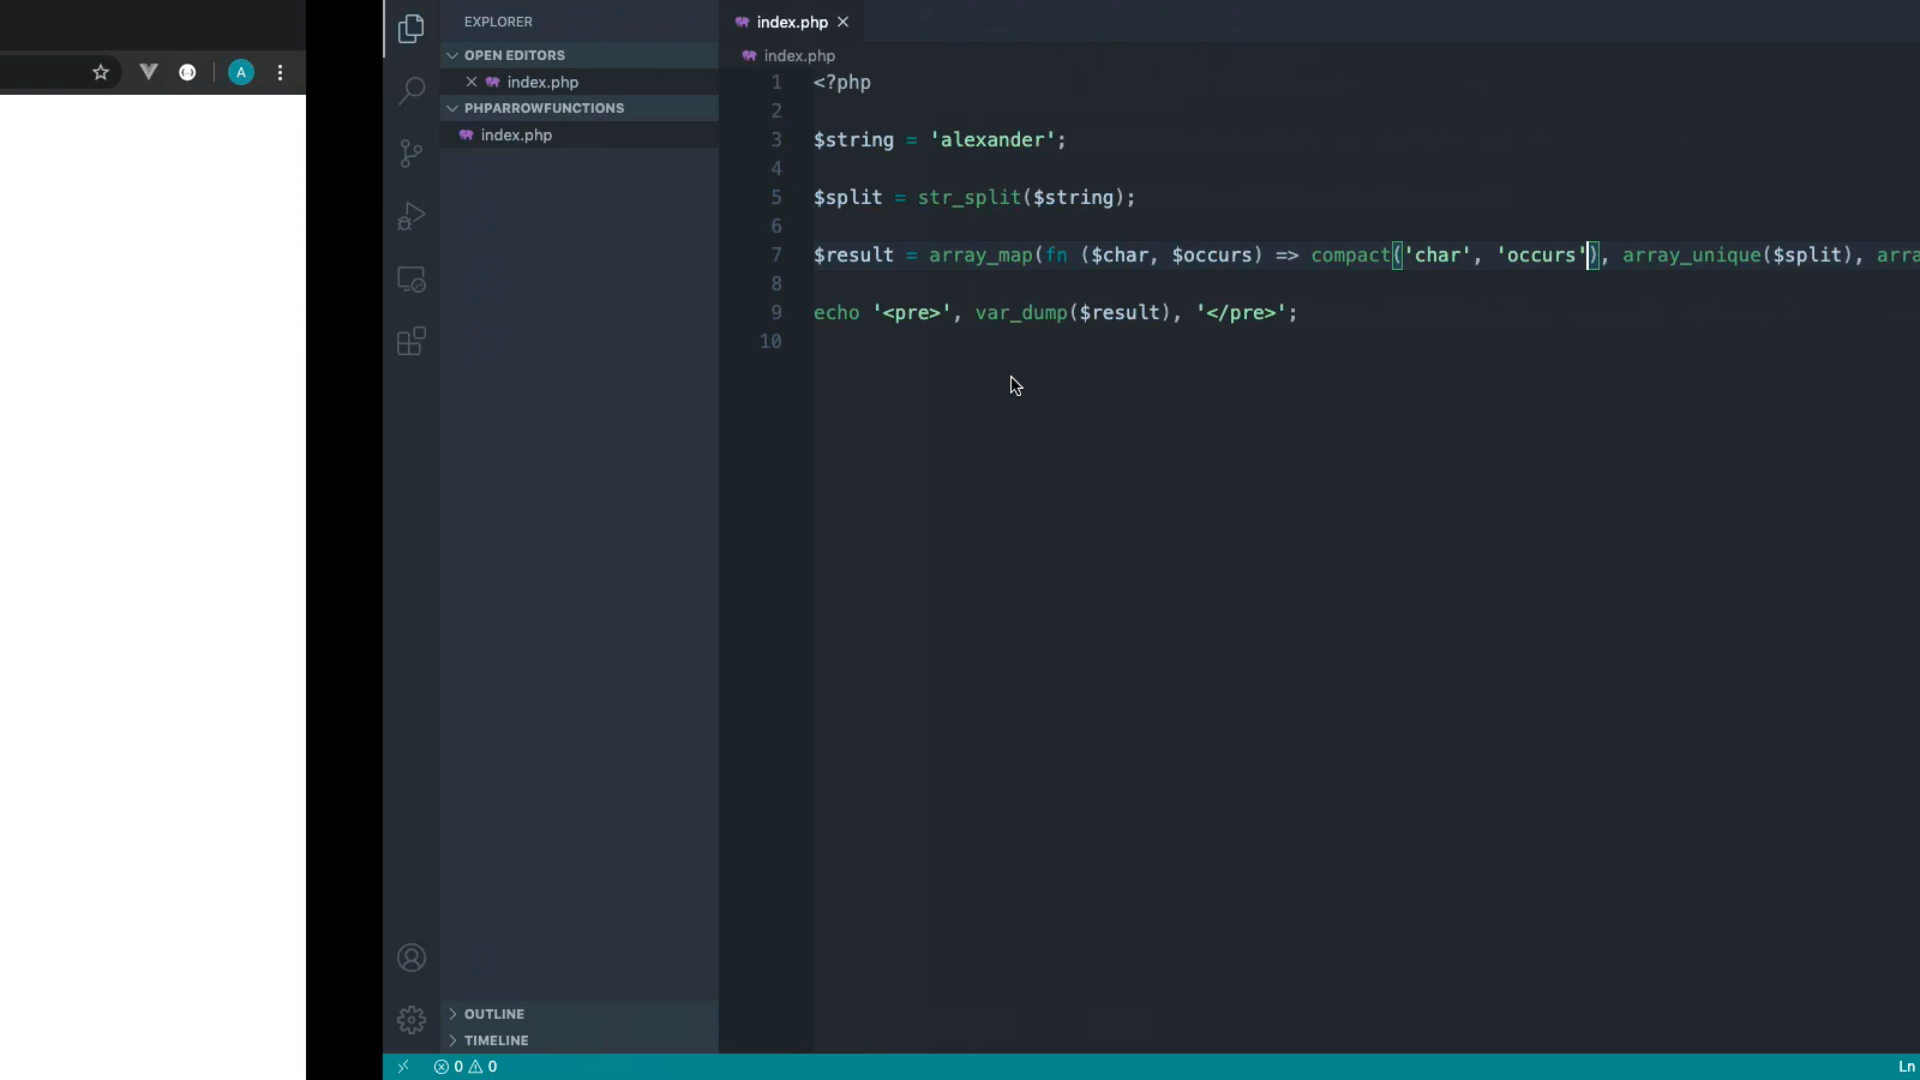 A
EXPLORER
OPEN EDITORS
index.php
PHPARROWFUNCTIONS
index.php
OUTLINE
TIMELINE
index.php
index.php
1 <?php
2
3 $string = 'alexander';
4
5 $split = str_split($string);
6
7 $result = array_map(fn ($char, $occurs) => compact('char', 'occurs'), array_unique($split), arra
8
9 echo '<pre>', var_dump($result), '</pre>';
10
0 0
Ln